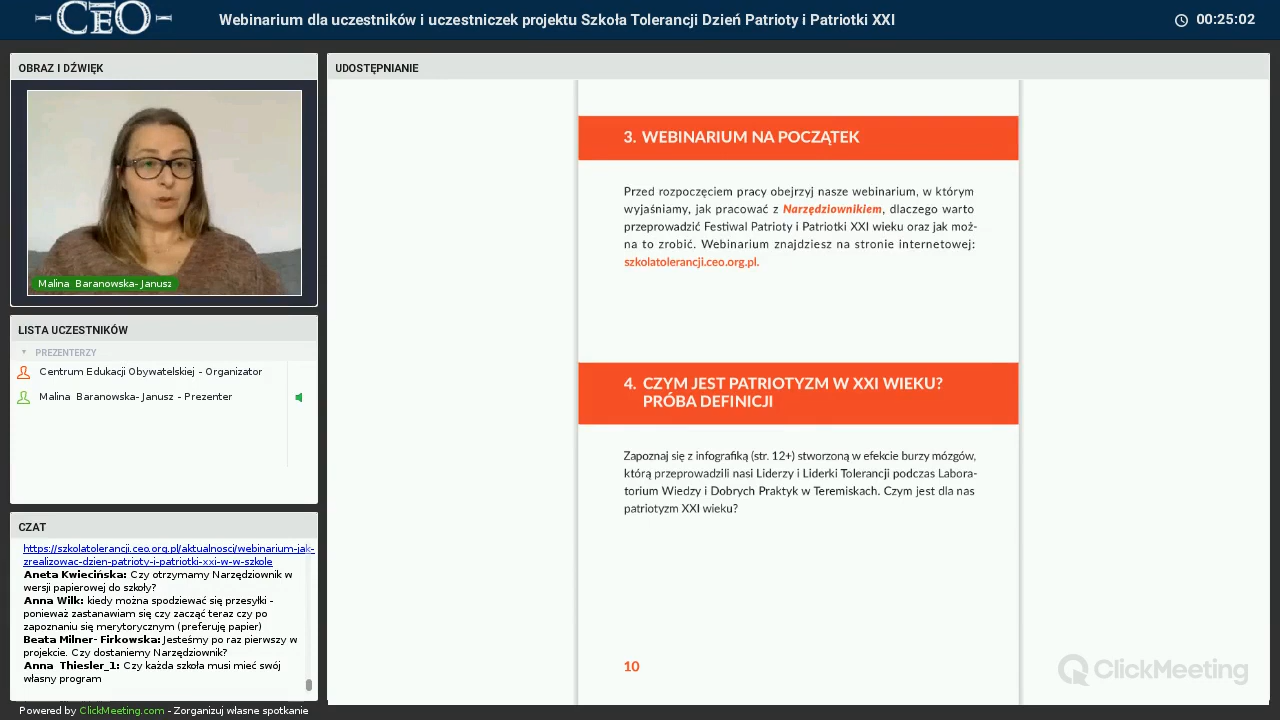 CEO
Webinarium dla uczestników i uczestniczek projektu Szkoła Tolerancji Dzień Patrioty i Patriotki XXI
00:25:02
OBRAZ I DŹWIĘK
Malina Baranowska-Janusz
LISTA UCZESTNIKÓW
PREZENTERZY
Centrum Edukacji Obywatelskiej - Organizator
Malina Baranowska-Janusz - Prezenter
CZAT
https://szkolatolerancji.ceo.org.pl/aktualnosci/webinarium-jak-
zrealizowac-dzien-patrioty-i-patriotki-xxi-w-w-szkole
Aneta Kwiecińska: Czy otrzymamy Narzędziownik w
wersji papierowej do szkoły?
Anna Wilk: kiedy można spodziewać się przesyłki -
ponieważ zastanawiam się czy zacząć teraz czy po
zapoznaniu się merytorycznym (preferuję papier)
Beata Milner- Firkowska: Jesteśmy po raz pierwszy w
projekcie. Czy dostaniemy Narzędziownik?
Anna Thiesler_1: Czy każda szkoła musi mieć swój
własny program
Powered by ClickMeeting.com - Zorganizuj własne spotkanie
UDOSTĘPNIANIE
3. WEBINARIUM NA POCZĄTEK
Przed rozpoczęciem pracy obejrzyj nasze webinarium, w którym
wyjaśniamy, jak pracować z Narzędziownikiem, dlaczego warto
przeprowadzić Festiwal Patrioty i Patriotki XXI wieku oraz jak moż-
na to zrobić. Webinarium znajdziesz na stronie internetowej:
szkolatolerancji.ceo.org.pl.
4. CZYM JEST PATRIOTYZM W XXI WIEKU?
PRÓBA DEFINICJI
Zapoznaj się z infografiką (str. 12+) stworzoną w efekcie burzy mózgów,
którą przeprowadzili nasi Liderzy i Liderki Tolerancji podczas Labora-
torium Wiedzy i Dobrych Praktyk w Teremiskach. Czym jest dla nas
patriotyzm XXI wieku?
10
ClickMeeting